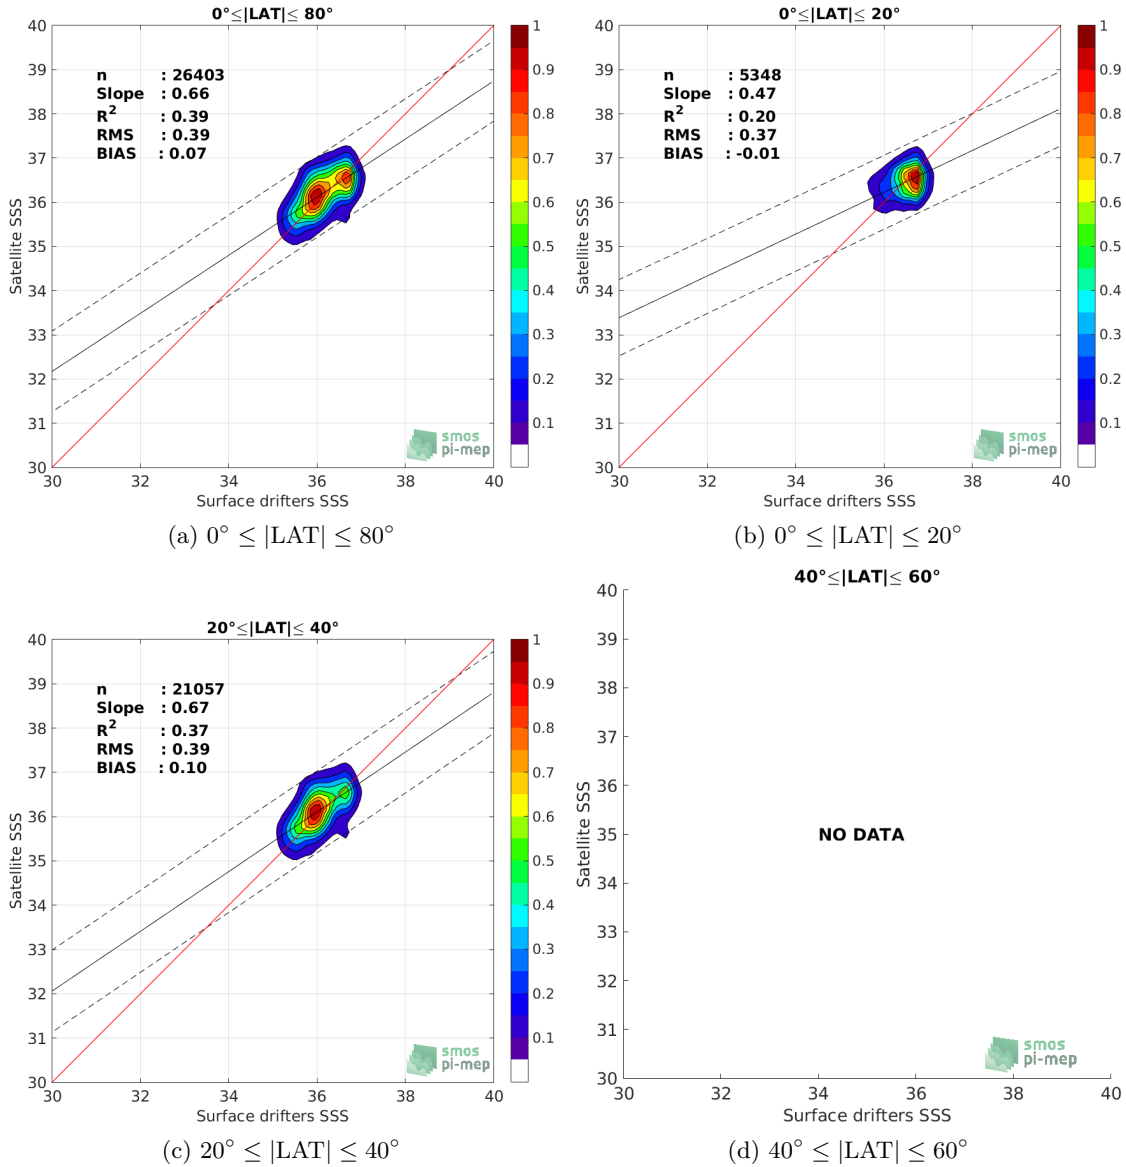 0°≤|LAT|≤ 80°
n : 26403
Slope : 0.66
R² : 0.39
RMS : 0.39
BIAS : 0.07
40
39
38
37
36
35
34
33
32
31
30
Satellite SSS
30 32 34 36 38 40
Surface drifters SSS
1
0.9
0.8
0.7
0.6
0.5
0.4
0.3
0.2
0.1
smos
pi-mep
(a) 0° ≤ |LAT| ≤ 80°
0°≤|LAT|≤ 20°
n : 5348
Slope : 0.47
R² : 0.20
RMS : 0.37
BIAS : -0.01
40
39
38
37
36
35
34
33
32
31
30
Satellite SSS
30 32 34 36 38 40
Surface drifters SSS
1
0.9
0.8
0.7
0.6
0.5
0.4
0.3
0.2
0.1
smos
pi-mep
(b) 0° ≤ |LAT| ≤ 20°
20°≤|LAT|≤ 40°
n : 21057
Slope : 0.67
R² : 0.37
RMS : 0.39
BIAS : 0.10
40
39
38
37
36
35
34
33
32
31
30
Satellite SSS
30 32 34 36 38 40
Surface drifters SSS
1
0.9
0.8
0.7
0.6
0.5
0.4
0.3
0.2
0.1
smos
pi-mep
(c) 20° ≤ |LAT| ≤ 40°
40°≤|LAT|≤ 60°
40
39
38
37
36
35
34
33
32
31
30
Satellite SSS
NO DATA
30 32 34 36 38 40
Surface drifters SSS
smos
pi-mep
(d) 40° ≤ |LAT| ≤ 60°